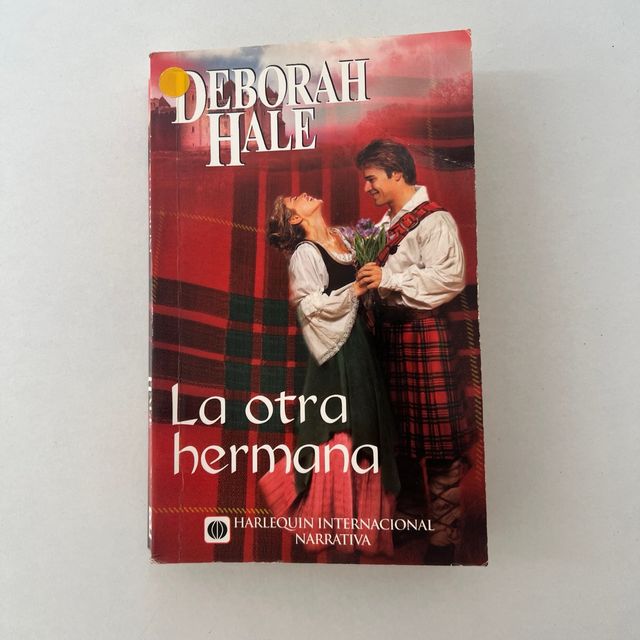 DEBORAH
HALE
La otra
hermana
HARLEQUIN INTERNACIONAL
NARRATIVA